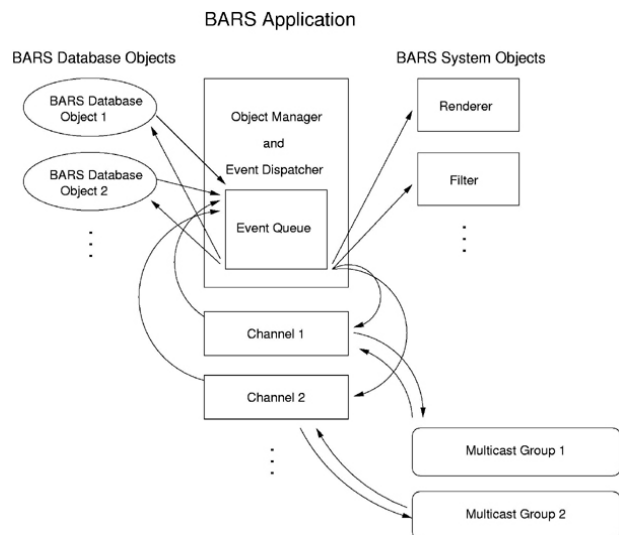 BARS Application
BARS Database Objects
BARS System Objects
BARS Database
Object 1
Object Manager
and
Event Dispatcher
Renderer
BARS Database
Object 2
Filter
Event Queue
Channel 1
Channel 2
Multicast Group 1
Multicast Group 2